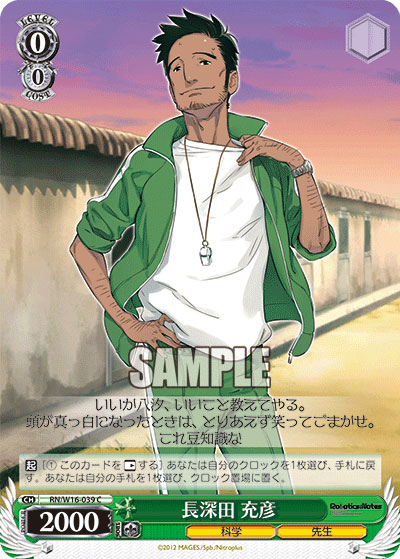 LEVEL
0
0
COST
SAMPLE
いいか八汐、いいこと教えてやる。
頭が真っ白になったときは、とりあえず笑ってごまかせ。
これ豆知識な
起［① このカードを する］ あなたは自分のクロックを1枚選び、手札に戻
す。あなたは自分の手札を1枚選び、クロック置場に置く。
CH RN/W16-039 C
2000
長深田 充彦
Robotics;Notes
科学
先生
©2012 MAGES./5pb./Nitroplus